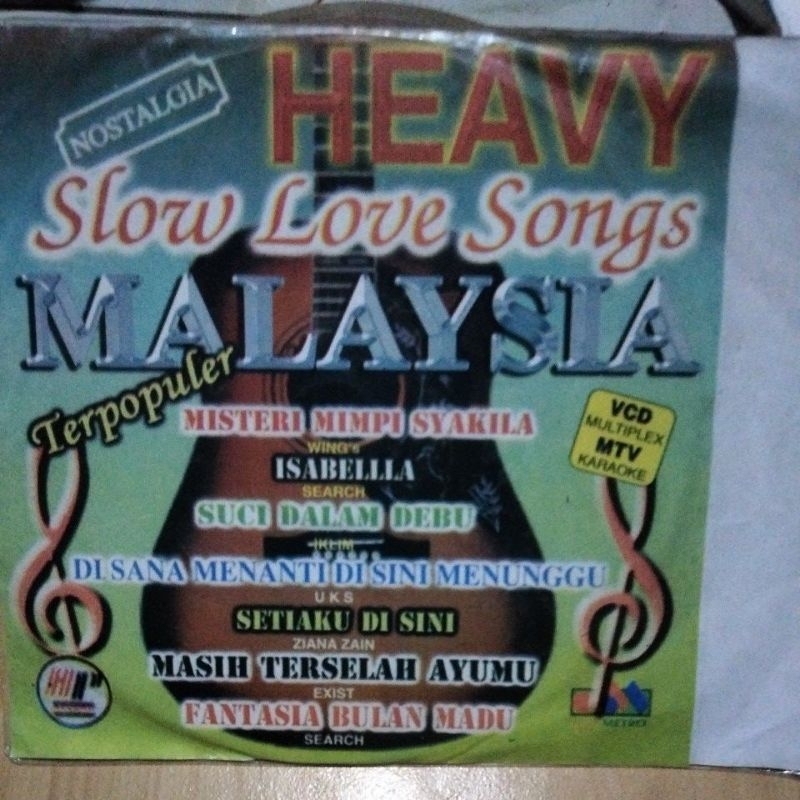 NOSTALGIA
HEAVY
Slow Love Songs
MALAYSIA
Terpopuler
VCD
MULTIPLEX
MTV
KARAOKE
MISTERI MIMPI SYAKILA
WING's
ISABELLLA
SEARCH
SUCI DALAM DEBU
IKLIM
DI SANA MENANTI DI SINI MENUNGGU
UKS
SETIAKU DI SINI
ZIANA ZAIN
MASIH TERSELAH AYUMU
EXIST
FANTASIA BULAN MADU
SEARCH
METRO